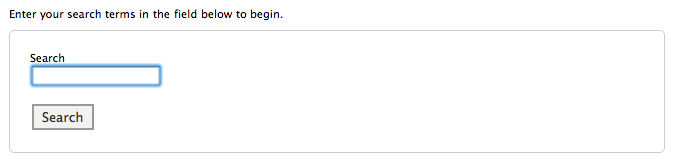 Enter your search terms in the field below to begin.
Search
Search